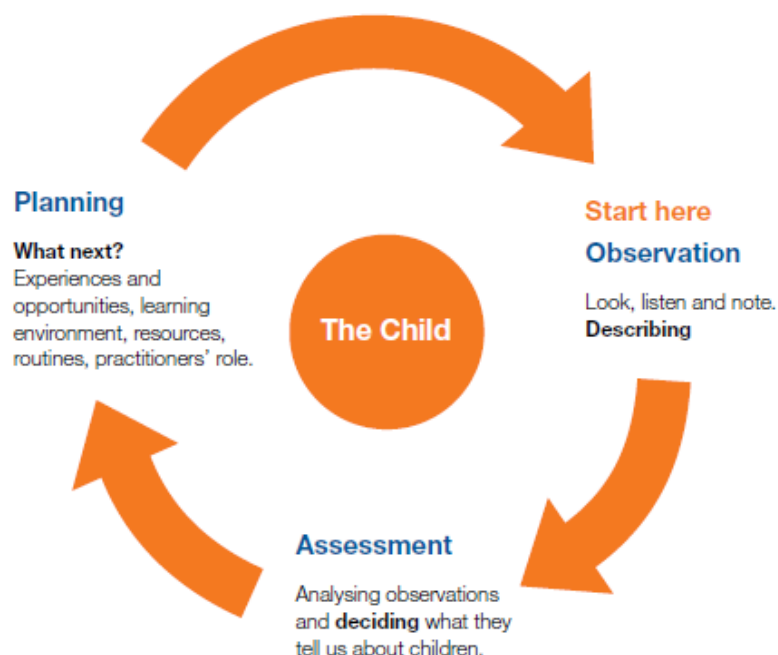 Start here
Observation
Look, listen and note.
Describing
Assessment
Analysing observations
and deciding what they
tell us about children.
Planning
What next?
Experiences and
opportunities, learning
environment, resources,
routines, practitioners' role.
The Child